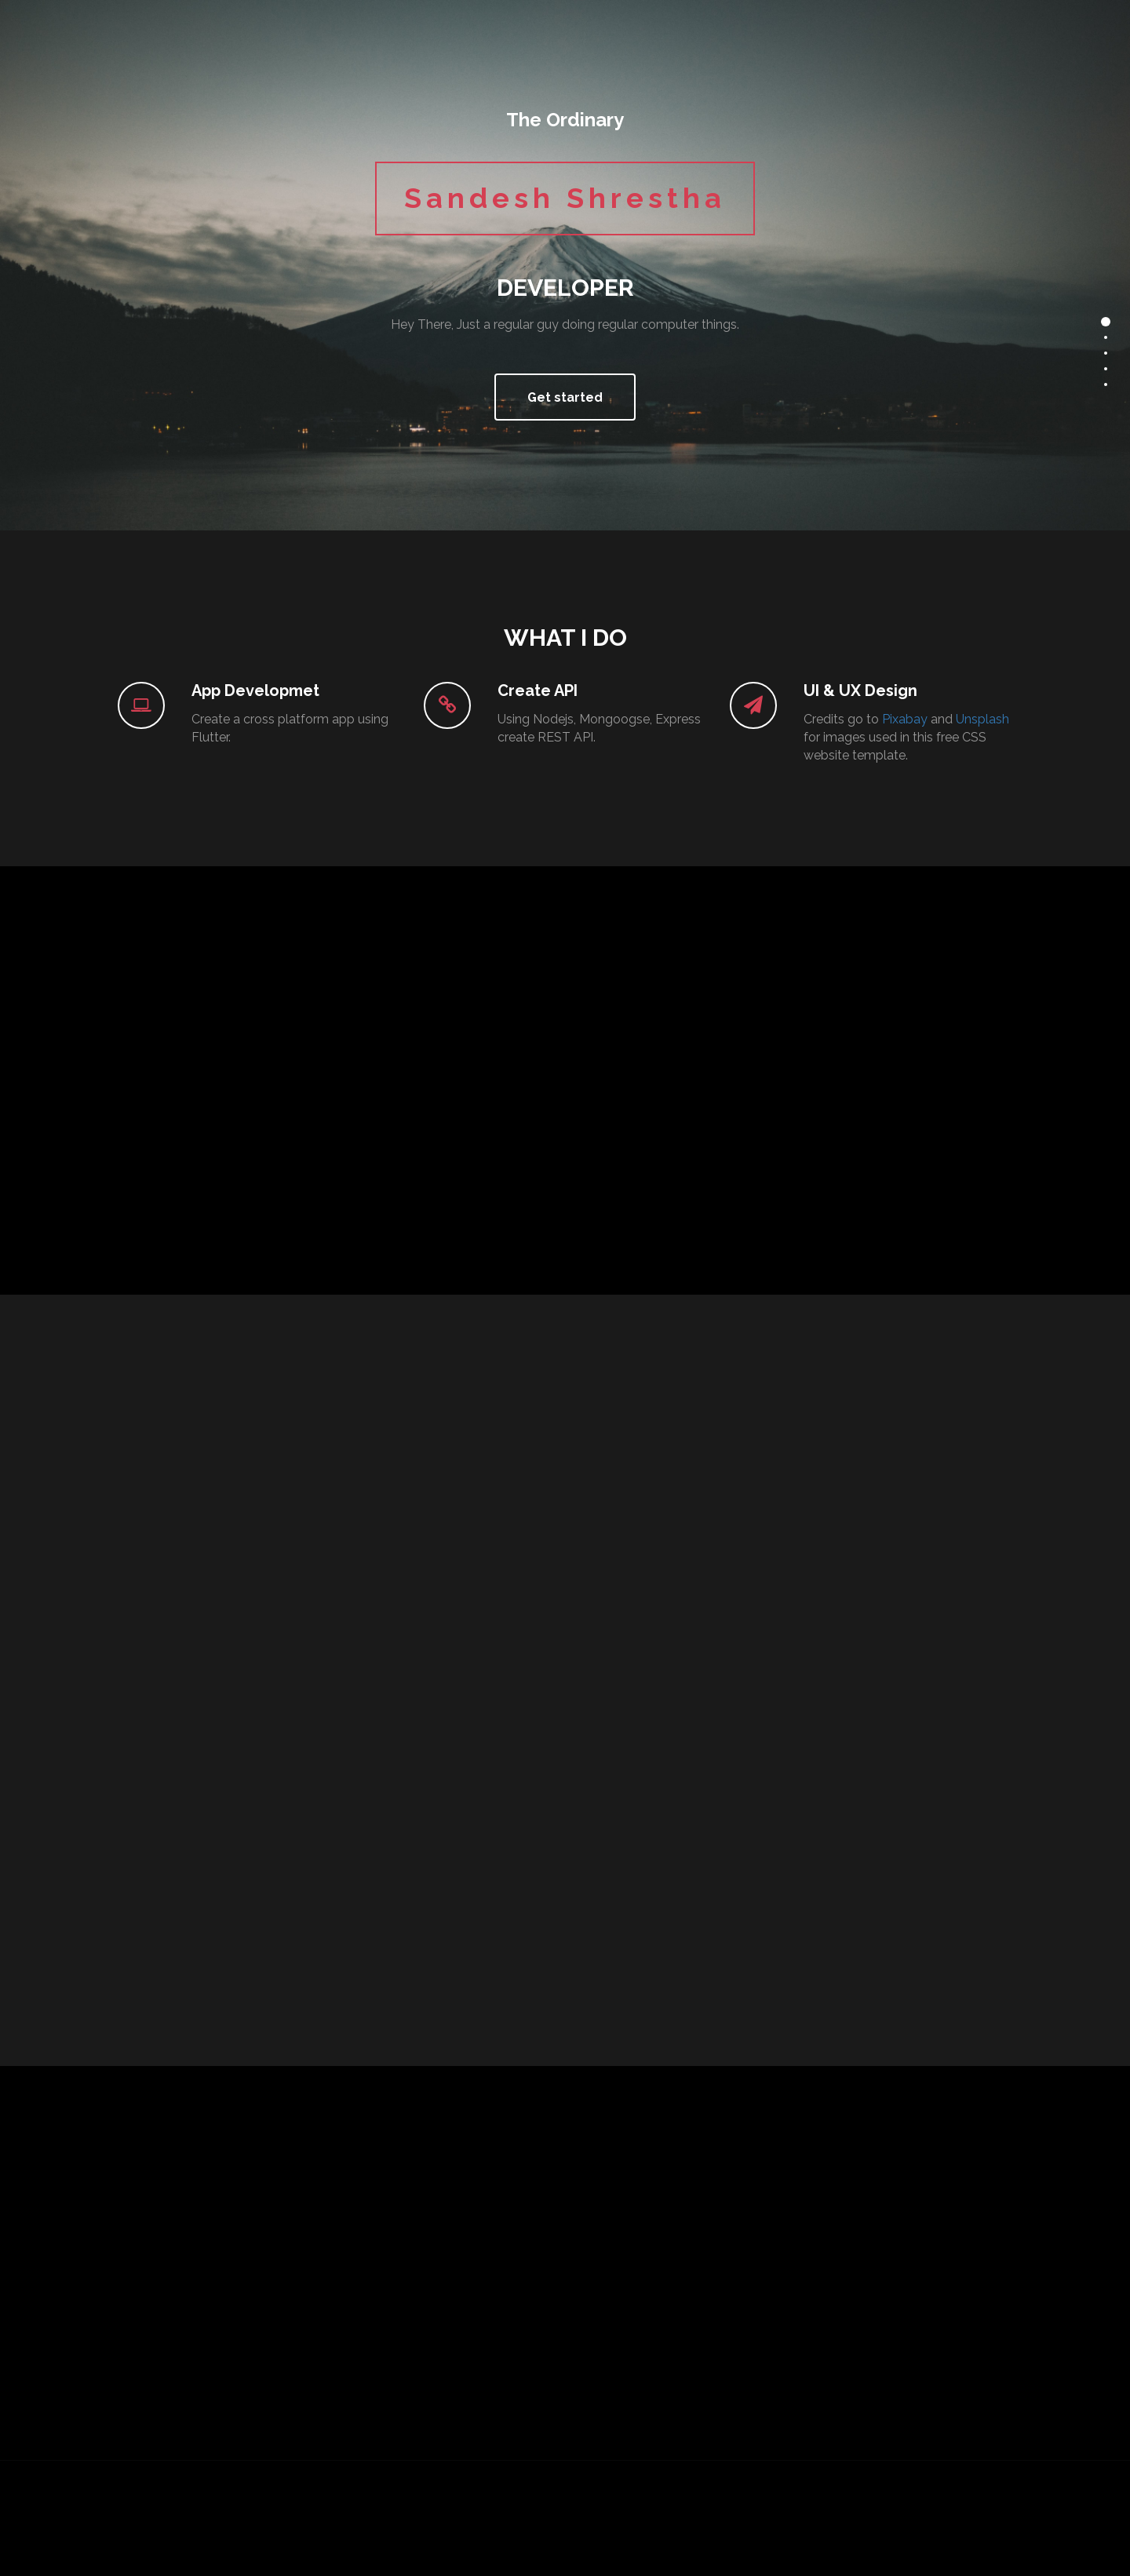 The Ordinary
Sandesh Shrestha
DEVELOPER
Hey There, Just a regular guy doing regular computer things.
Get started
WHAT I DO
App Developmet
Create a cross platform app using
Flutter.
Create API
Using Nodejs, Mongoogse, Express
create REST API.
UI & UX Design
Credits go to Pixabay and Unsplash
for images used in this free CSS
website template.